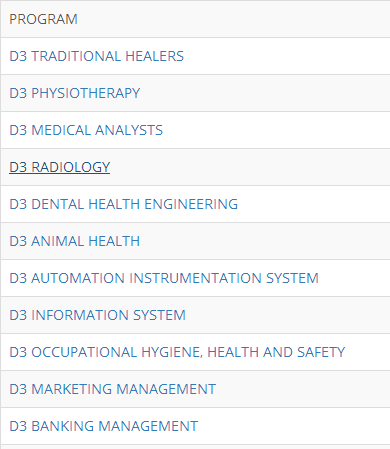 PROGRAM
D3 TRADITIONAL HEALERS
D3 PHYSIOTHERAPY
D3 MEDICAL ANALYSTS
D3 RADIOLOGY
D3 DENTAL HEALTH ENGINEERING
D3 ANIMAL HEALTH
D3 AUTOMATION INSTRUMENTATION SYSTEM
D3 INFORMATION SYSTEM
D3 OCCUPATIONAL HYGIENE, HEALTH AND SAFETY
D3 MARKETING MANAGEMENT
D3 BANKING MANAGEMENT